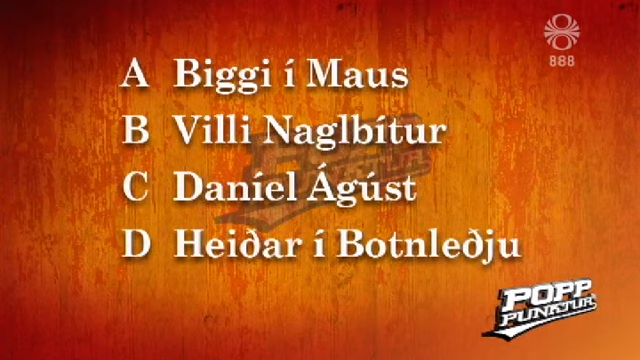 888
A Biggi í Maus
B Villi Naglbítur
C Daníel Ágúst
D Heiðar í Botnleðju
POPP
PUNKTUR